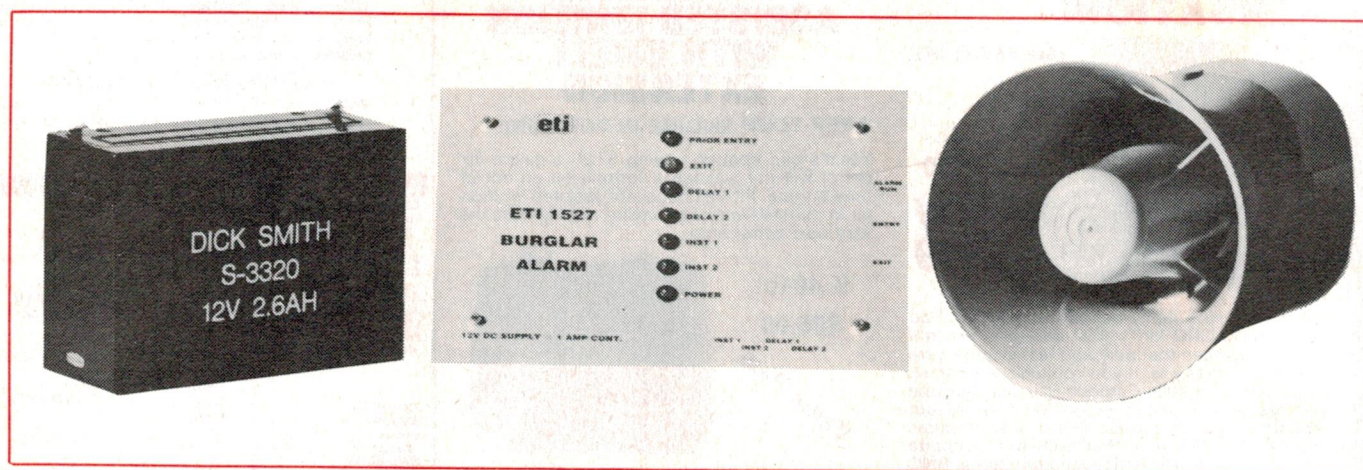 DICK SMITH
S-3320
12V 2.6AH
eti
ETI 1527
BURGLAR
ALARM
PRIOR ENTRY
EXIT
DELAY 1
DELAY 2
INST 1
INST 2
POWER
ALARM
RUN
ENTRY
EXIT
12V DC SUPPLY 1 AMP CONT.
INST 1 DELAY 1
INST 2 DELAY 2